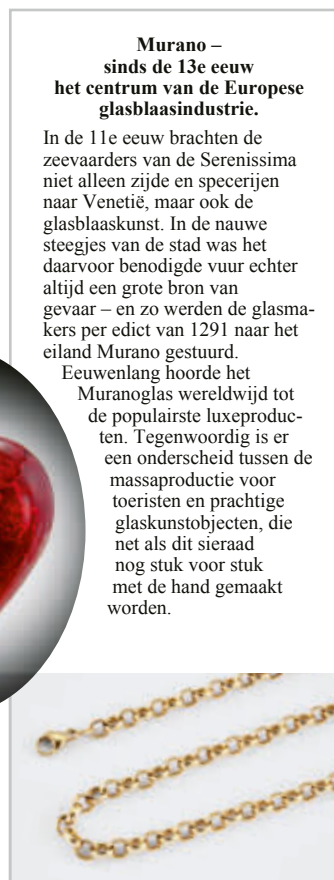 Murano –
sinds de 13e eeuw
het centrum van de Europese
glasblaasindustrie.
In de 11e eeuw brachten de
zeevaarders van de Serenissima
niet alleen zijde en specerijen
naar Venetië, maar ook de
glasblaaskunst. In de nauwe
steegjes van de stad was het
daarvoor benodigde vuur echter
altijd een grote bron van
gevaar – en zo werden de glasma-
kers per edict van 1291 naar het
eiland Murano gestuurd.
Eeuwenlang hoorde het
Muranoglas wereldwijd tot
de populairste luxeproduc-
ten. Tegenwoordig is er
een onderscheid tussen de
massaproductie voor
toeristen en prachtige
glaskunstobjecten, die
net als dit sieraad
nog stuk voor stuk
met de hand gemaakt
worden.